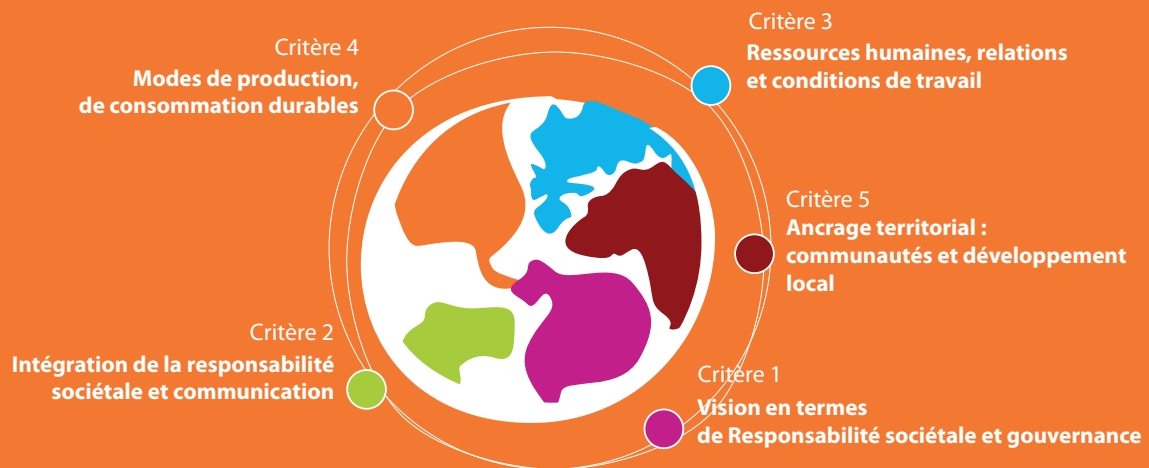 Critère 4
Modes de production,
de consommation durables
Critère 3
Ressources humaines, relations
et conditions de travail
Critère 5
Ancrage territorial :
communautés et développement
local
Critère 2
Intégration de la responsabilité
sociétale et communication
Critère 1
Vision en termes
de Responsabilité sociétale et gouvernance